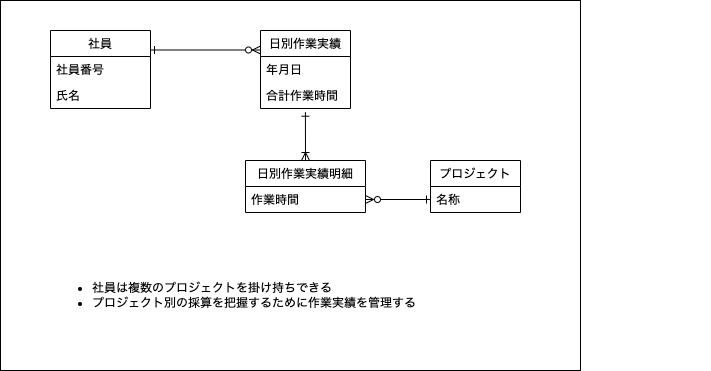 社員
社員番号
氏名
日別作業実績
年月日
合計作業時間
日別作業実績明細
作業時間
プロジェクト
名称
• 社員は複数のプロジェクトを掛け持ちできる
• プロジェクト別の採算を把握するために作業実績を管理する